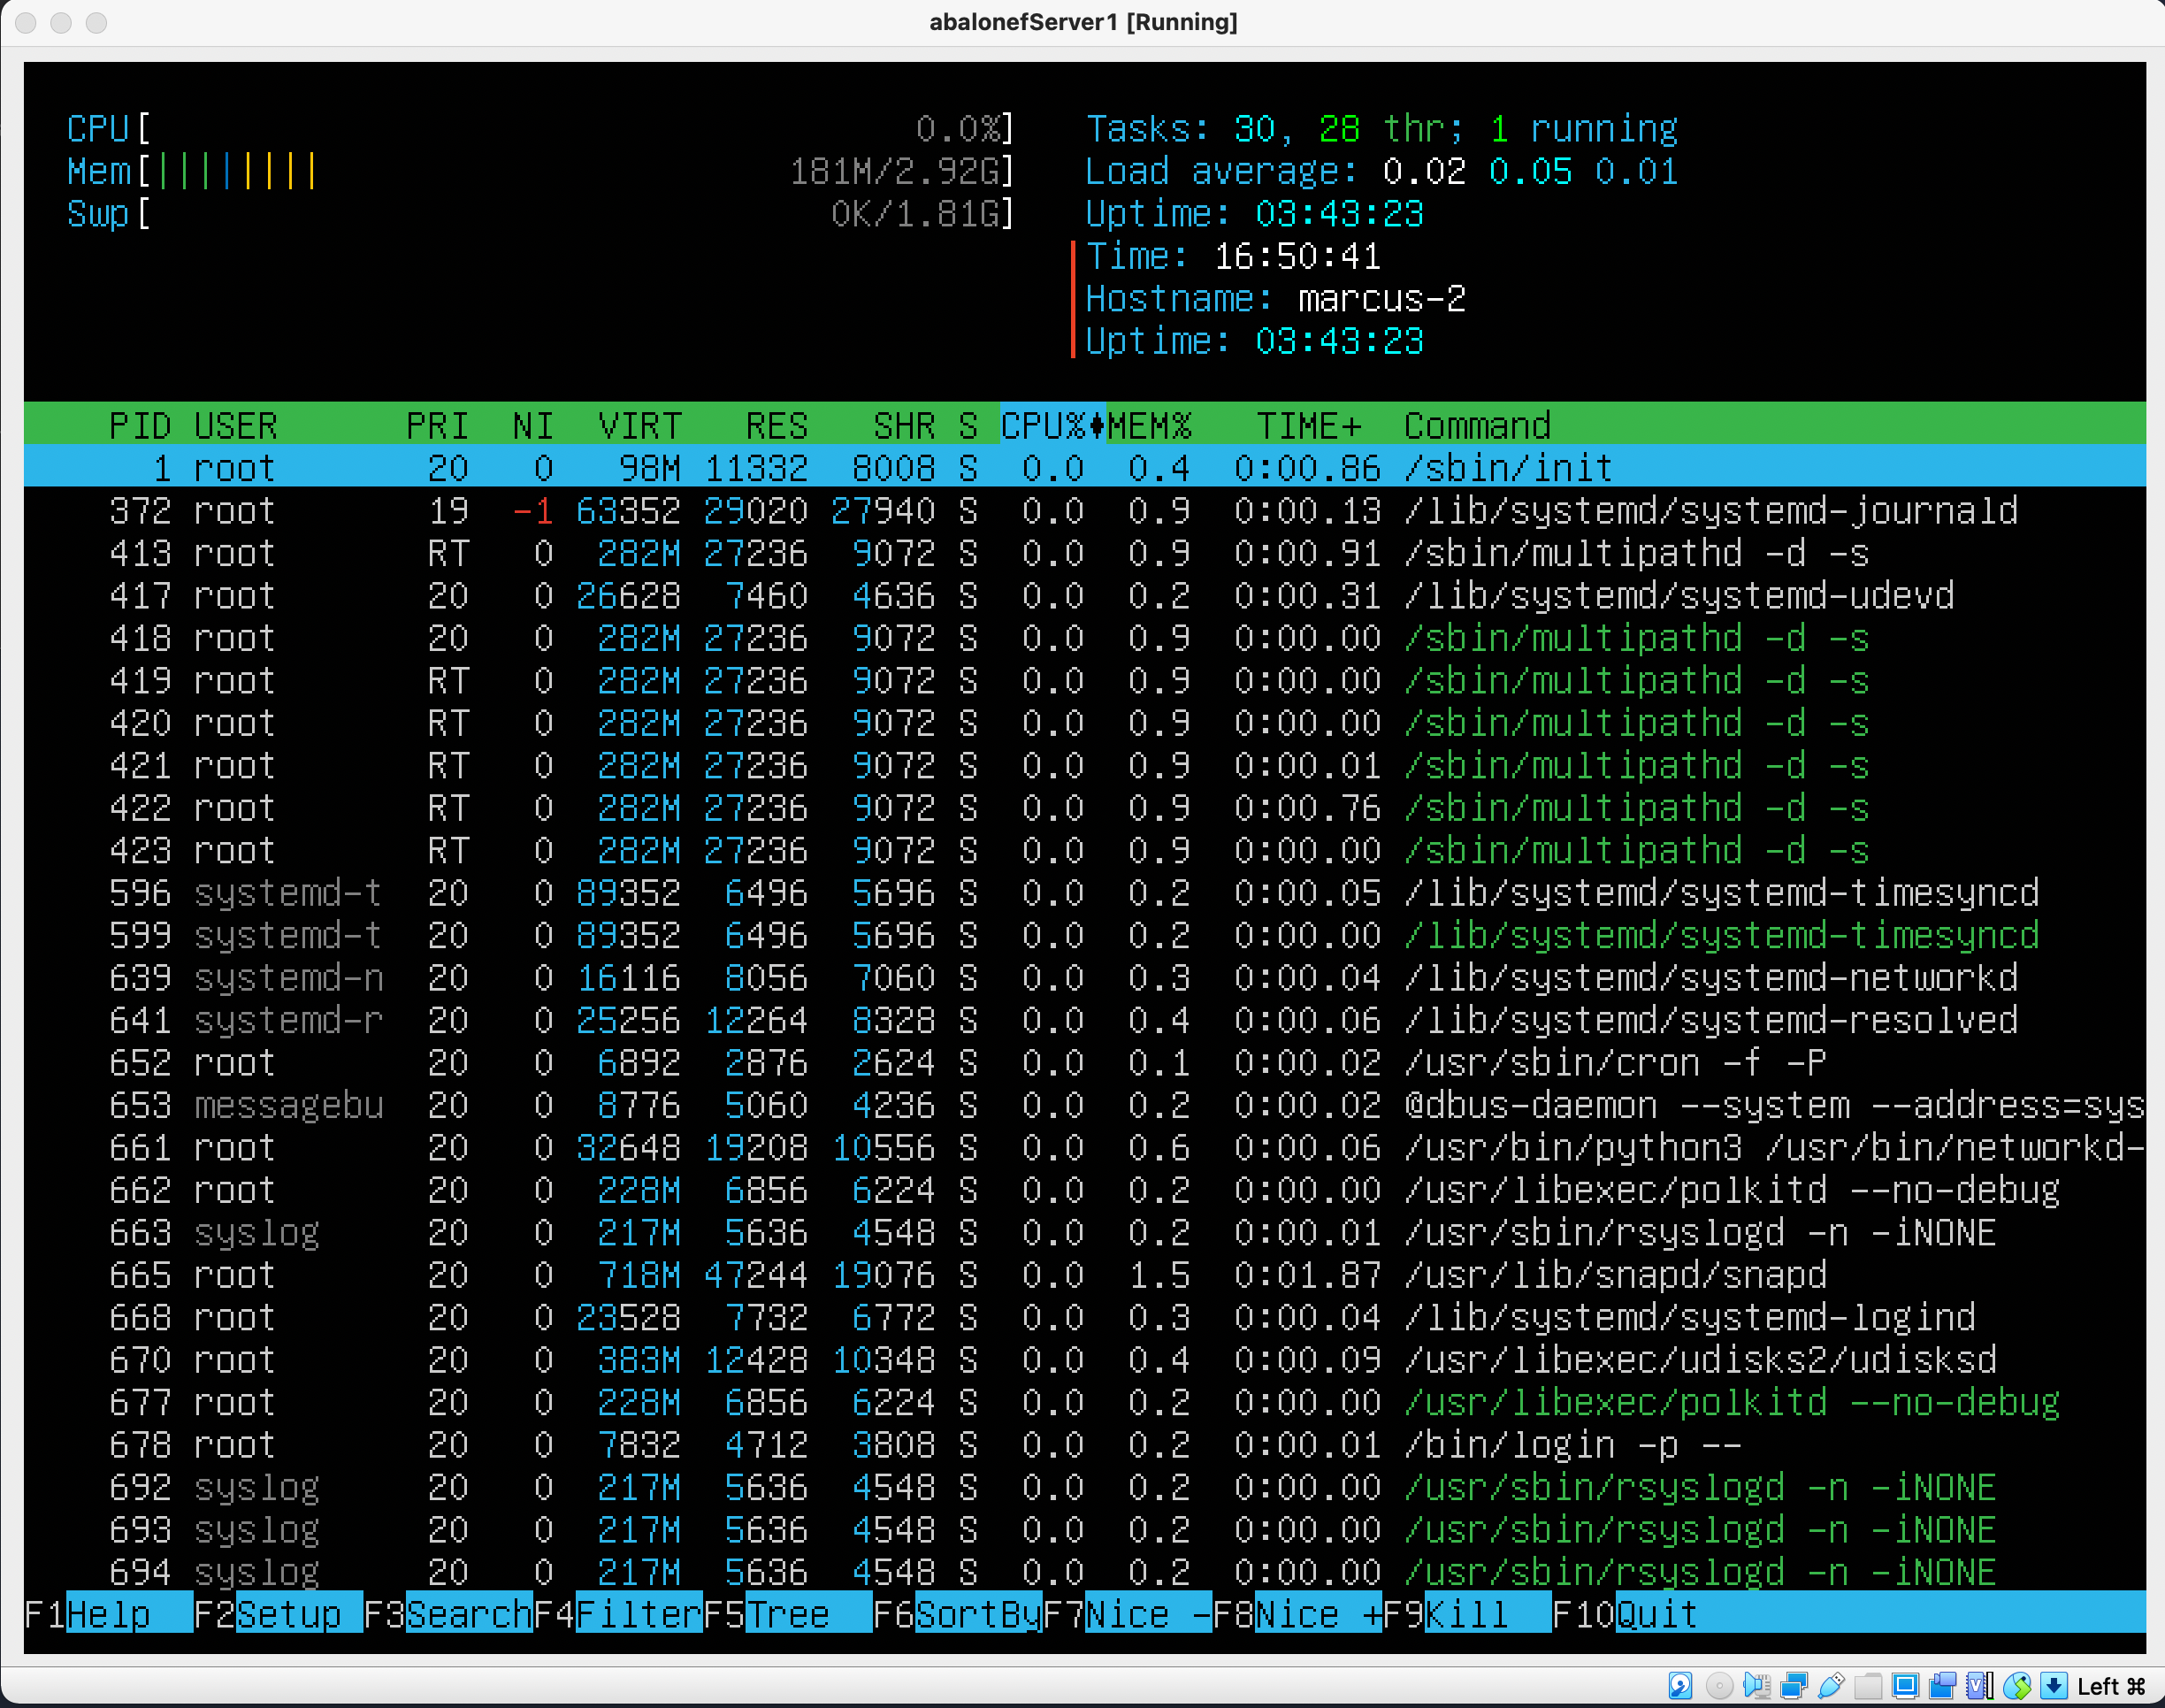 abalonefServer1 [Running]
CPU[ 0.0%] Tasks: 30, 28 thr; 1 running
Mem[|||||||| 181M/2.92G] Load average: 0.02 0.05 0.01
Swp[ 0K/1.81G] Uptime: 03:43:23
Time: 16:50:41
Hostname: marcus-2
Uptime: 03:43:23
PID USER PRI NI VIRT RES SHR S CPU%♦MEM% TIME+ Command
1 root 20 0 98M 11332 8008 S 0.0 0.4 0:00.86 /sbin/init
372 root 19 -1 63352 29020 27940 S 0.0 0.9 0:00.13 /lib/systemd/systemd-journald
413 root RT 0 282M 27236 9072 S 0.0 0.9 0:00.91 /sbin/multipathd -d -s
417 root 20 0 26628 7460 4636 S 0.0 0.2 0:00.31 /lib/systemd/systemd-udevd
418 root 20 0 282M 27236 9072 S 0.0 0.9 0:00.00 /sbin/multipathd -d -s
419 root RT 0 282M 27236 9072 S 0.0 0.9 0:00.00 /sbin/multipathd -d -s
420 root RT 0 282M 27236 9072 S 0.0 0.9 0:00.00 /sbin/multipathd -d -s
421 root RT 0 282M 27236 9072 S 0.0 0.9 0:00.01 /sbin/multipathd -d -s
422 root RT 0 282M 27236 9072 S 0.0 0.9 0:00.76 /sbin/multipathd -d -s
423 root RT 0 282M 27236 9072 S 0.0 0.9 0:00.00 /sbin/multipathd -d -s
596 systemd-t 20 0 89352 6496 5696 S 0.0 0.2 0:00.05 /lib/systemd/systemd-timesyncd
599 systemd-t 20 0 89352 6496 5696 S 0.0 0.2 0:00.00 /lib/systemd/systemd-timesyncd
639 systemd-n 20 0 16116 8056 7060 S 0.0 0.3 0:00.04 /lib/systemd/systemd-networkd
641 systemd-r 20 0 25256 12264 8328 S 0.0 0.4 0:00.06 /lib/systemd/systemd-resolved
652 root 20 0 6892 2876 2624 S 0.0 0.1 0:00.02 /usr/sbin/cron -f -P
653 messagebu 20 0 8776 5060 4236 S 0.0 0.2 0:00.02 @dbus-daemon --system --address=sys
661 root 20 0 32648 19208 10556 S 0.0 0.6 0:00.06 /usr/bin/python3 /usr/bin/networkd-
662 root 20 0 228M 6856 6224 S 0.0 0.2 0:00.00 /usr/libexec/polkitd --no-debug
663 syslog 20 0 217M 5636 4548 S 0.0 0.2 0:00.01 /usr/sbin/rsyslogd -n -iNONE
665 root 20 0 718M 47244 19076 S 0.0 1.5 0:01.87 /usr/lib/snapd/snapd
668 root 20 0 23528 7732 6772 S 0.0 0.3 0:00.04 /lib/systemd/systemd-logind
670 root 20 0 383M 12428 10348 S 0.0 0.4 0:00.09 /usr/libexec/udisks2/udisksd
677 root 20 0 228M 6856 6224 S 0.0 0.2 0:00.00 /usr/libexec/polkitd --no-debug
678 root 20 0 7832 4712 3808 S 0.0 0.2 0:00.01 /bin/login -p --
692 syslog 20 0 217M 5636 4548 S 0.0 0.2 0:00.00 /usr/sbin/rsyslogd -n -iNONE
693 syslog 20 0 217M 5636 4548 S 0.0 0.2 0:00.00 /usr/sbin/rsyslogd -n -iNONE
694 syslog 20 0 217M 5636 4548 S 0.0 0.2 0:00.00 /usr/sbin/rsyslogd -n -iNONE
F1Help F2Setup F3SearchF4FilterF5Tree F6SortByF7Nice -F8Nice +F9Kill F10Quit
Left ⌘